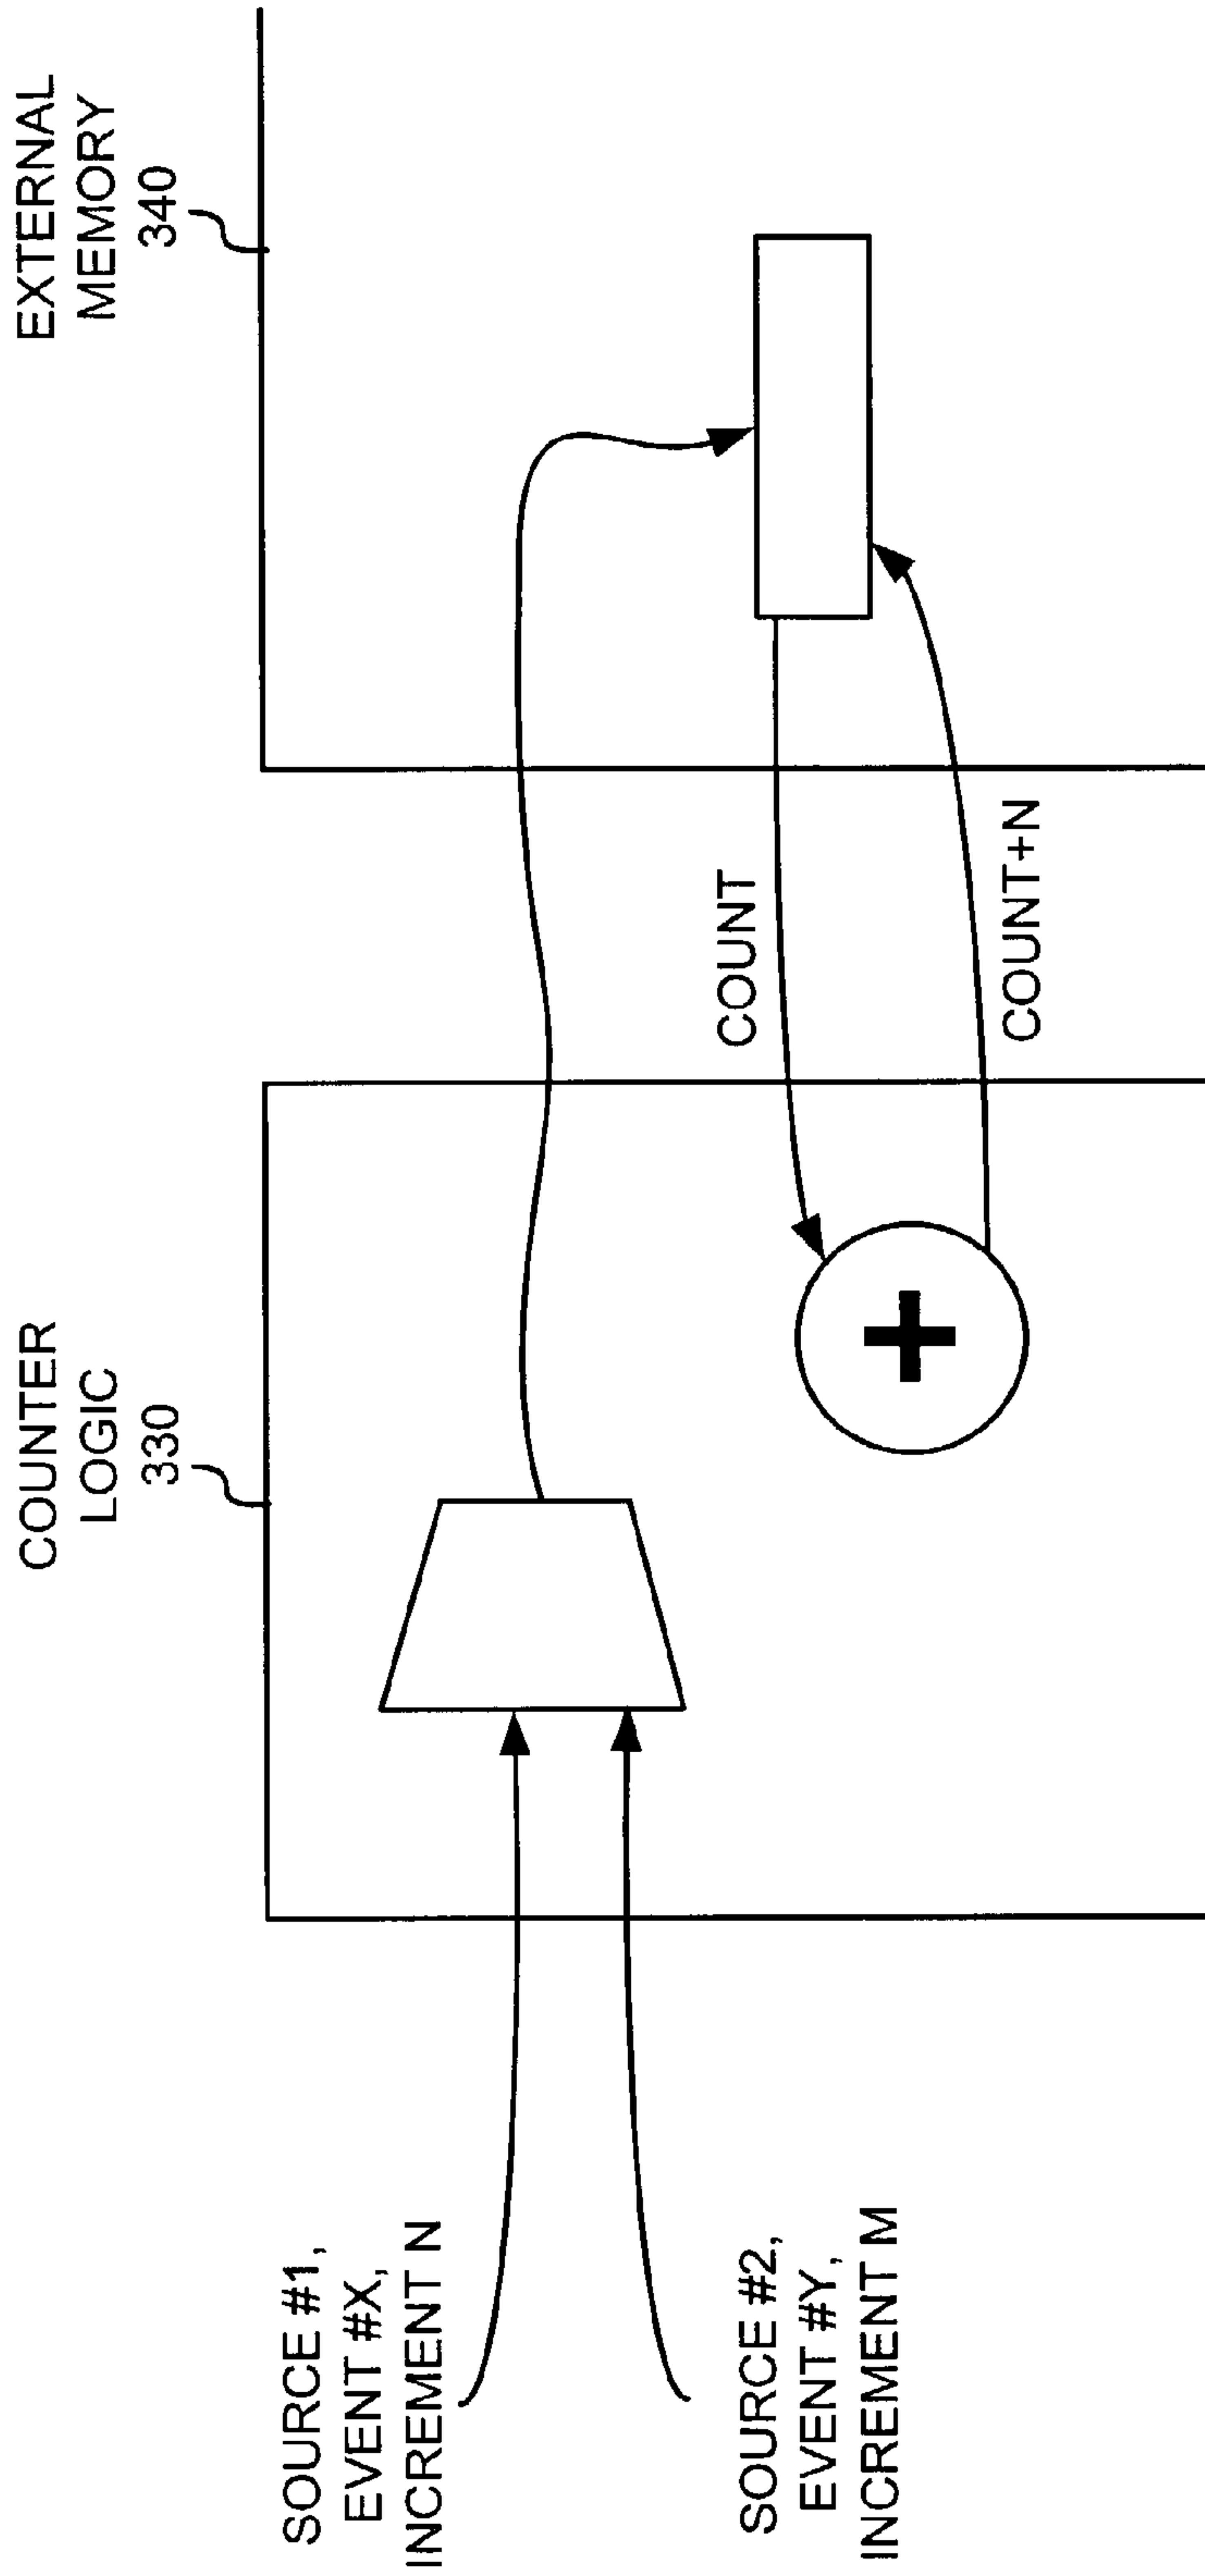 COUNTER
LOGIC
330
EXTERNAL
MEMORY
340
SOURCE #1,
EVENT #X,
INCREMENT N
SOURCE #2,
EVENT #Y,
INCREMENT M
COUNT
COUNT+N
+